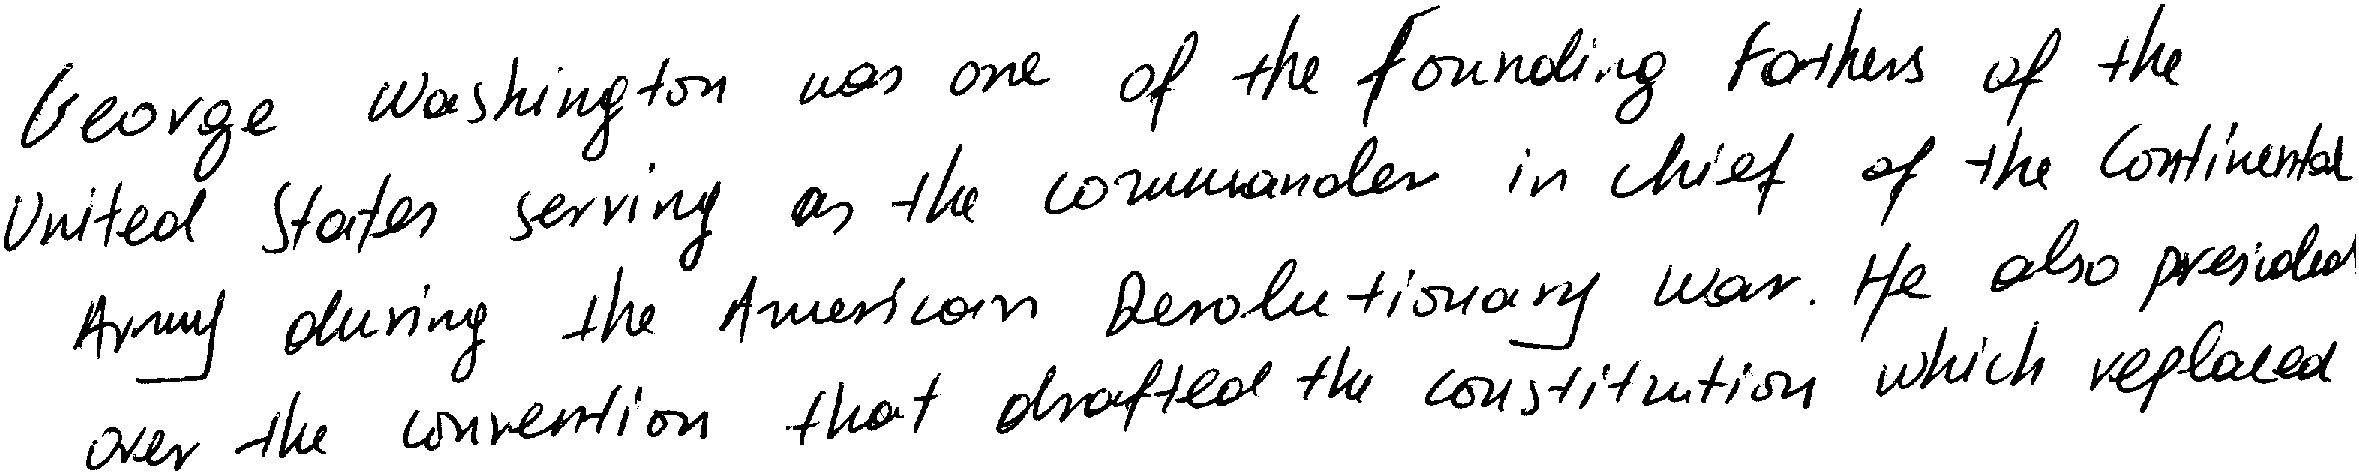 George Washington was one of the Founding Fathers of the
United States serving as the commander in chief of the Continental
Army during the American Revolutionary War. He also presided
over the convention that drafted the constitution which replaced